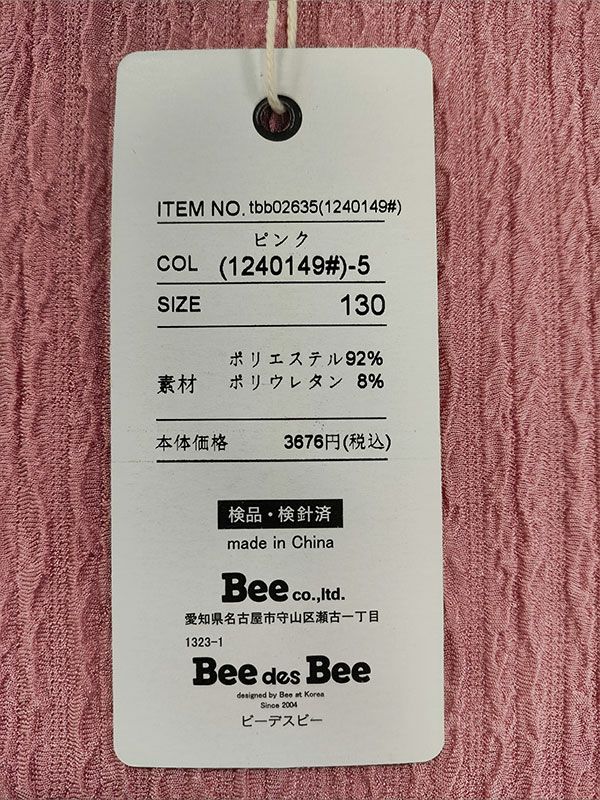 ITEM NO. tbb02635(1240149#)
ピンク
COL (1240149#)-5
SIZE 130
ポリエステル92%
素材 ポリウレタン 8%
本体価格 3676円(税込)
検品・検針済
made in China
Bee co.,ltd.
愛知県名古屋市守山区瀬古一丁目
1323-1
Bee des Bee
designed by Bee at Korea
Since 2004
ビーデスビー